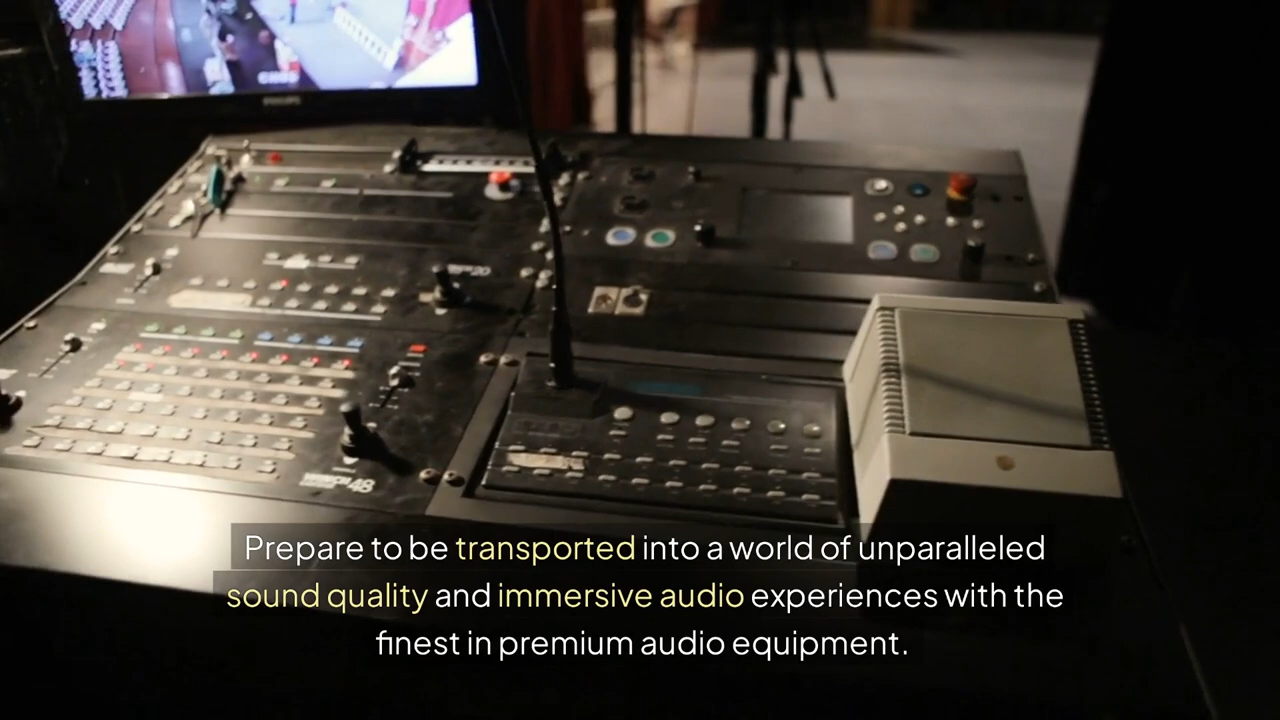 PHILIPS
Prepare to be transported into a world of unparalleled
sound quality and immersive audio experiences with the
finest in premium audio equipment.